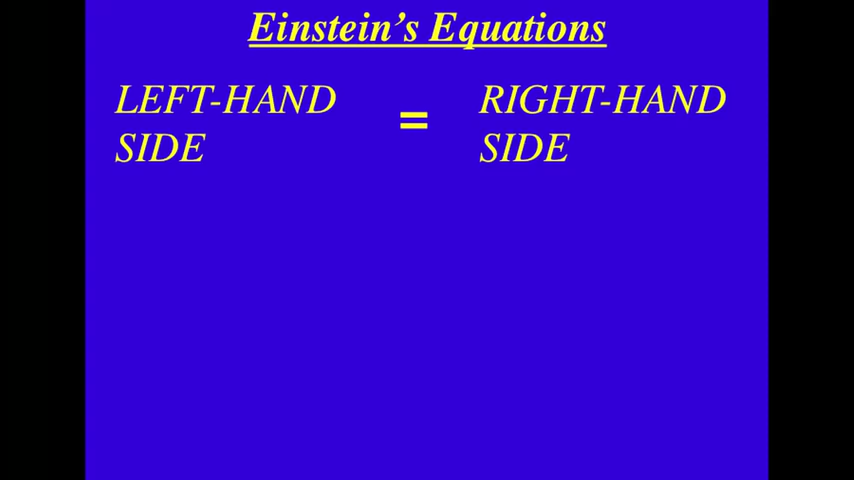 Einstein’s Equations
LEFT-HAND = RIGHT-HAND
SIDE SIDE